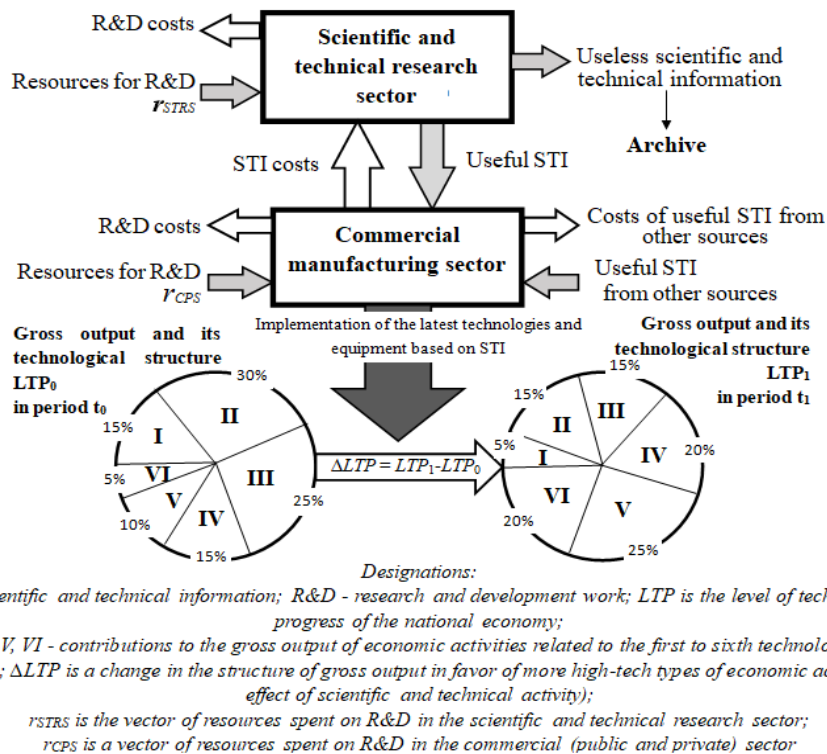 R&D costs
Scientific and
technical research
sector
Useless scientific and
technical information
Resources for R&D
rSTRS
Archive
STI costs
Useful STI
R&D costs
Commercial
manufacturing sector
Costs of useful STI from
other sources
Resources for R&D
rCPS
Useful STI
from other sources
Implementation of the latest technologies and
equipment based on STI
Gross output and its
technological structure
LTP0
in period t0
Gross output and its
technological structure
LTP1
in period t1
30%
15%
I
II
5%
VI
III
V
10%
IV
25%
15%
ΔLTP = LTP1-LTP0
15%
15%
II
III
5%
I
IV
20%
VI
V
20%
25%
Designations:
entific and technical information; R&D - research and development work; LTP is the level of tech
progress of the national economy;
V, VI - contributions to the gross output of economic activities related to the first to sixth technolo
; ΔLTP is a change in the structure of gross output in favor of more high-tech types of economic ac
effect of scientific and technical activity);
rSTRS is the vector of resources spent on R&D in the scientific and technical research sector;
rCPS is a vector of resources spent on R&D in the commercial (public and private) sector